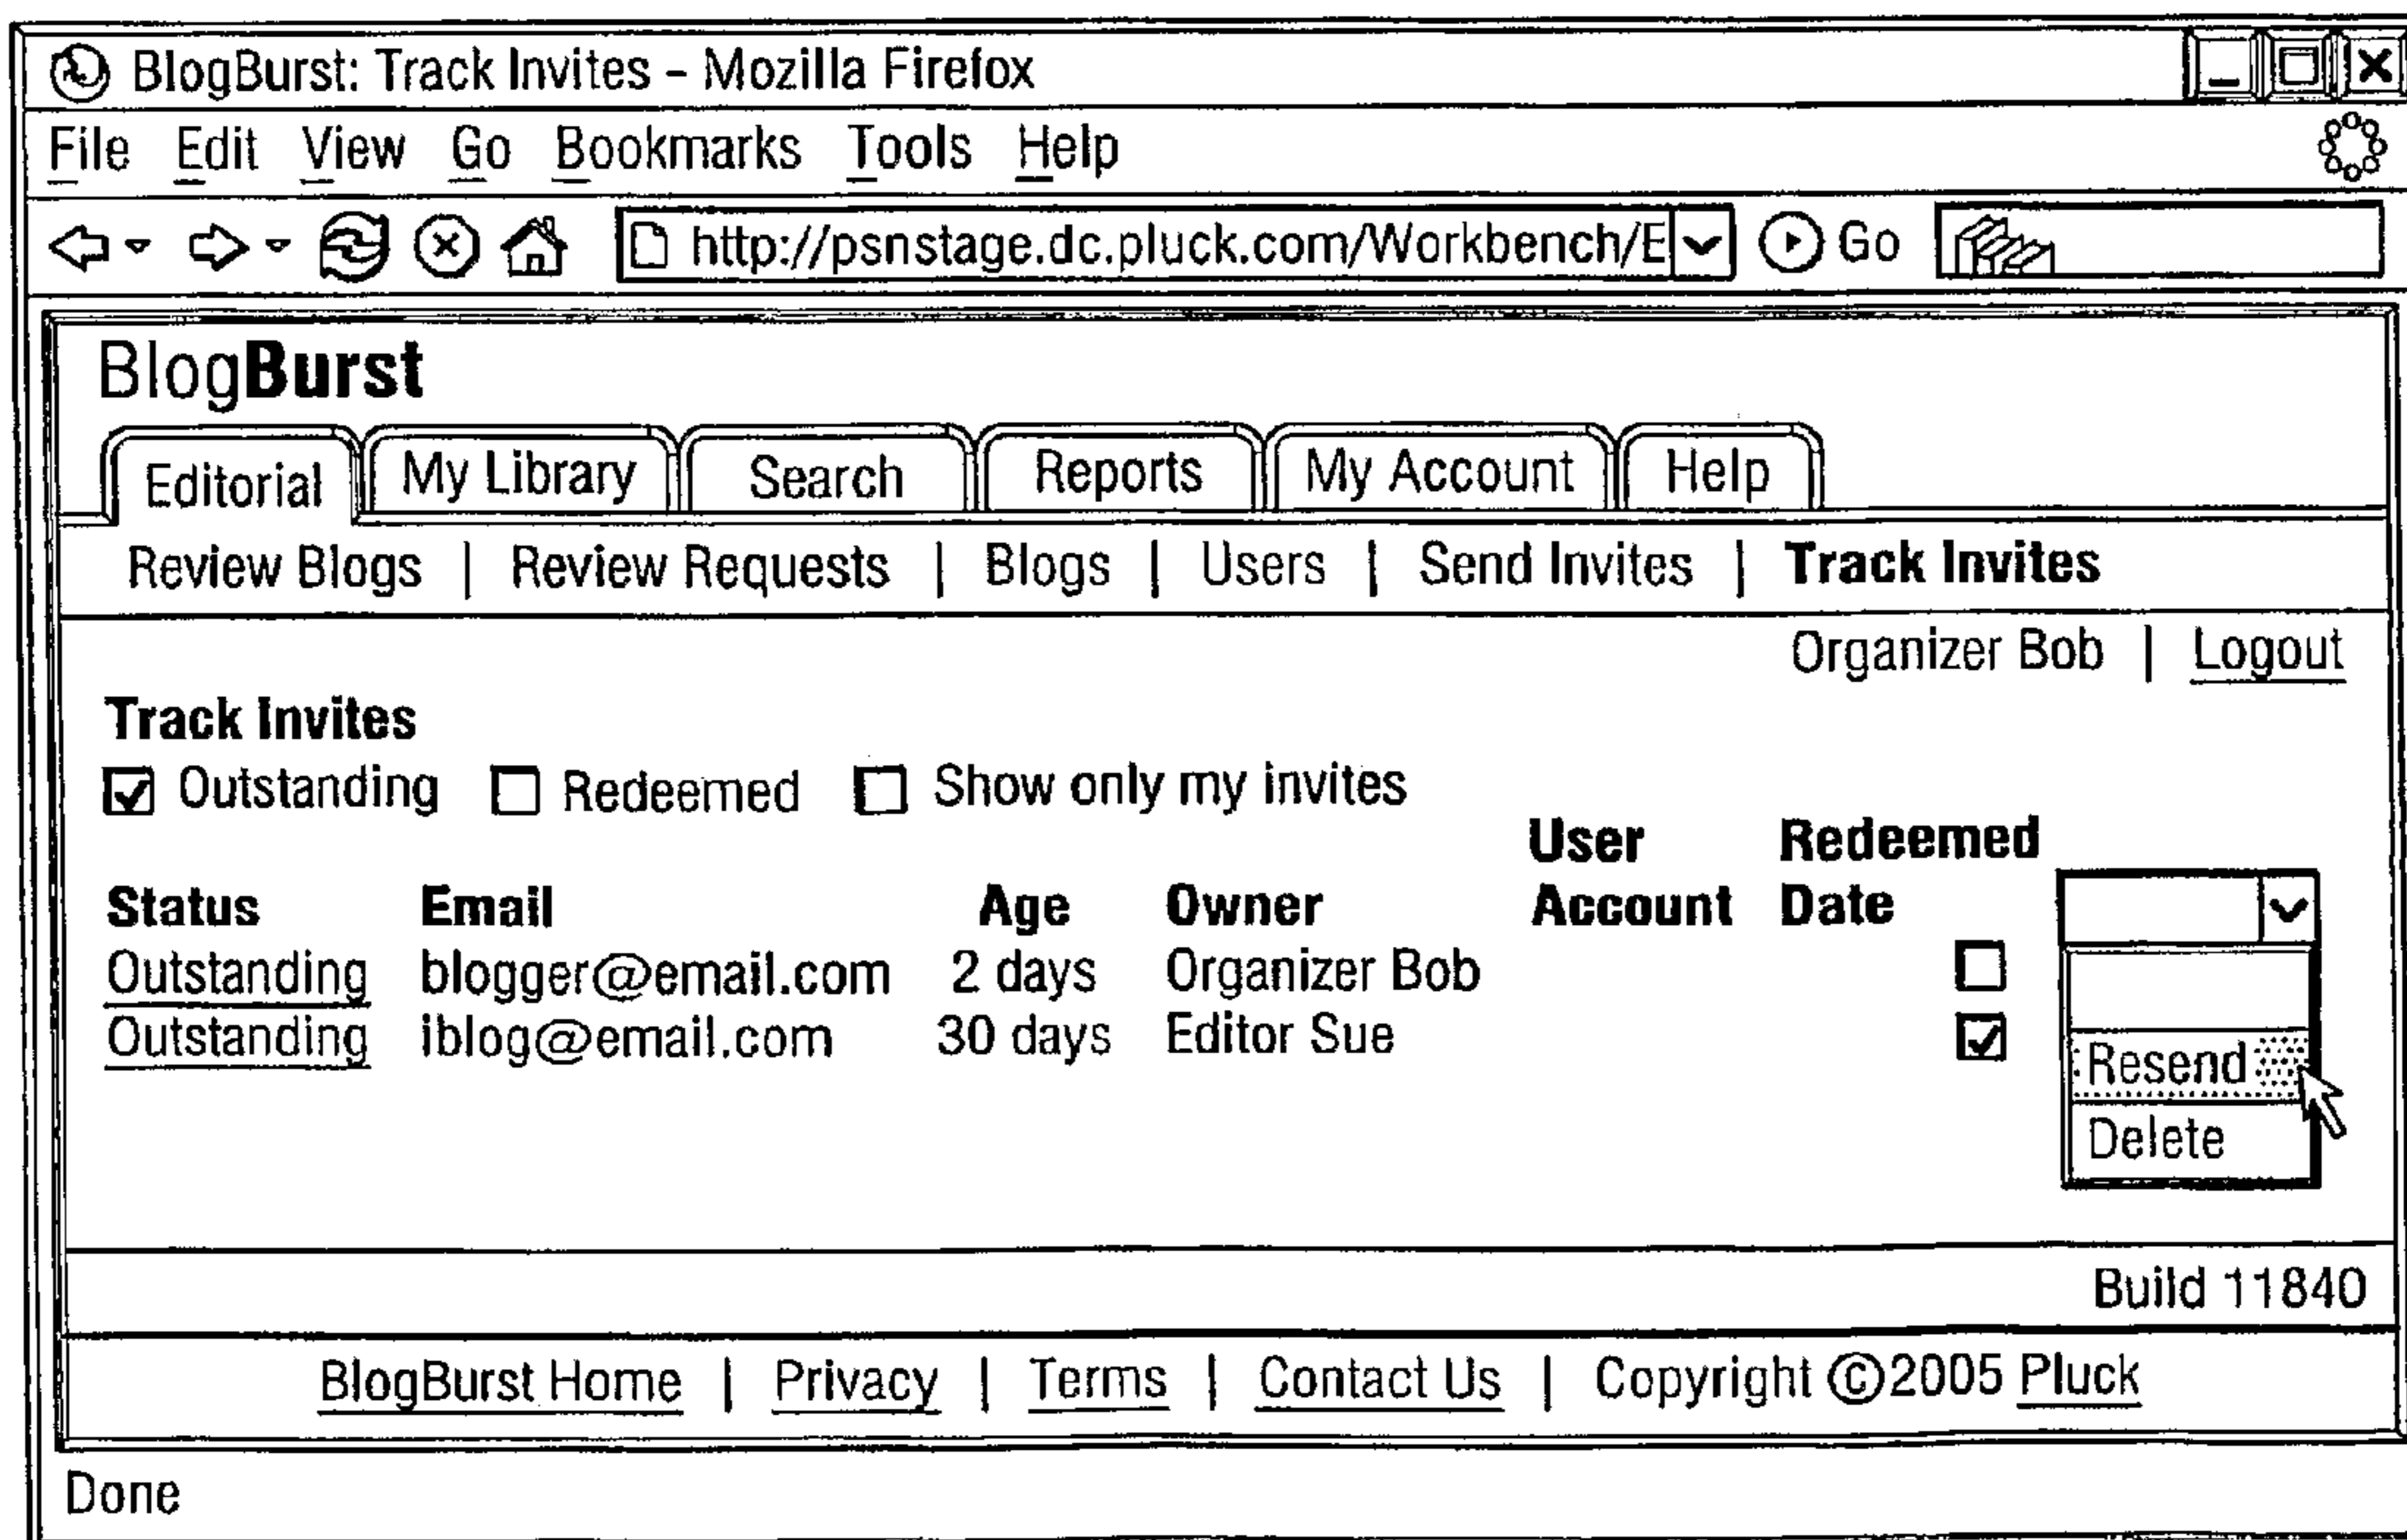 BlogBurst: Track Invites - Mozilla Firefox
File Edit View Go Bookmarks Tools Help
http://psnstage.dc.pluck.com/Workbench/E Go
BlogBurst
Editorial My Library Search Reports My Account Help
Review Blogs | Review Requests | Blogs | Users | Send Invites | Track Invites
Organizer Bob | Logout
Track Invites
Outstanding Redeemed Show only my invites
User Redeemed
Status Email Age Owner Account Date
Outstanding blogger@email.com 2 days Organizer Bob
Outstanding iblog@email.com 30 days Editor Sue
Resend
Delete
Build 11840
BlogBurst Home | Privacy | Terms | Contact Us | Copyright ©2005 Pluck
Done